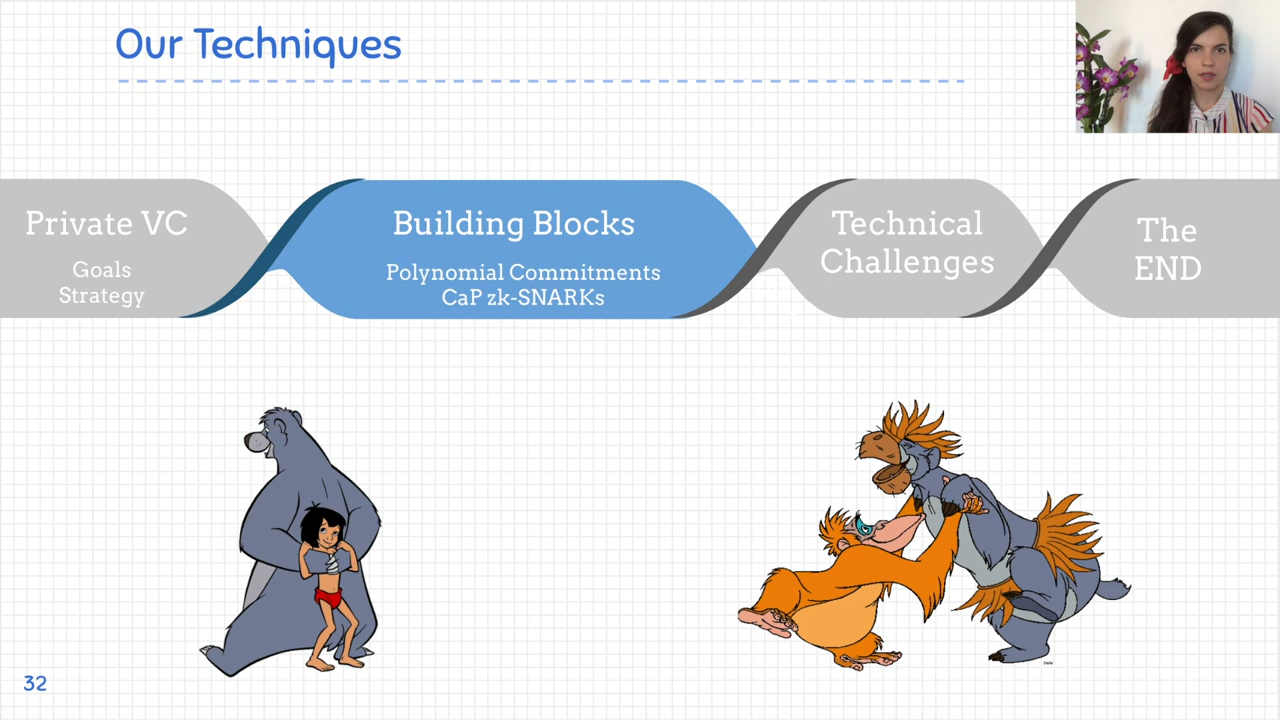 Our Techniques
Private VC
Goals
Strategy
Building Blocks
Polynomial Commitments
CaP zk-SNARKs
Technical
Challenges
The
END
32